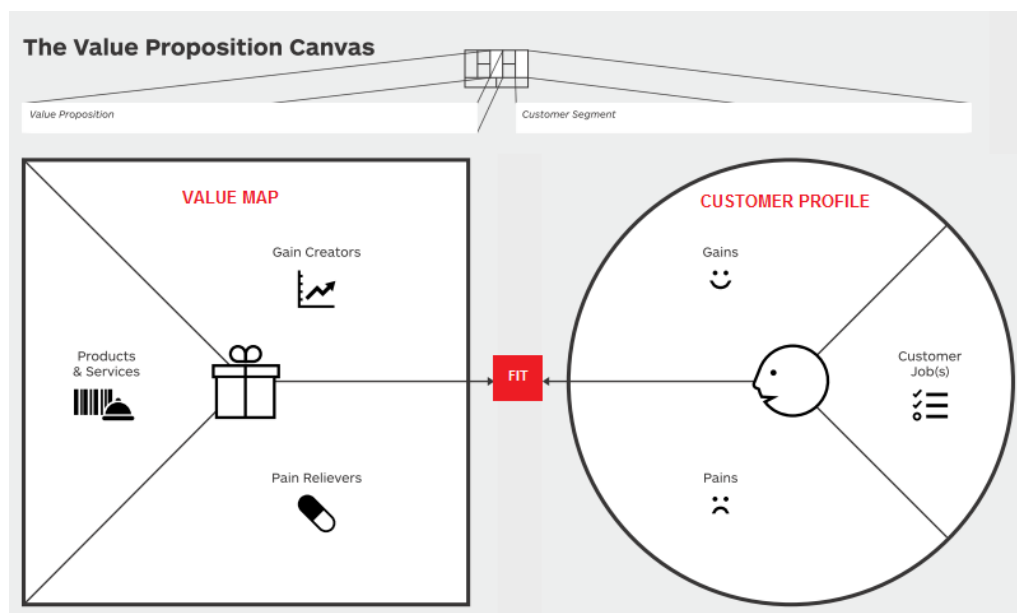 The Value Proposition Canvas
Value Proposition
Customer Segment
VALUE MAP
Gain Creators
Products
& Services
Pain Relievers
FIT
CUSTOMER PROFILE
Gains
Customer
Job(s)
Pains